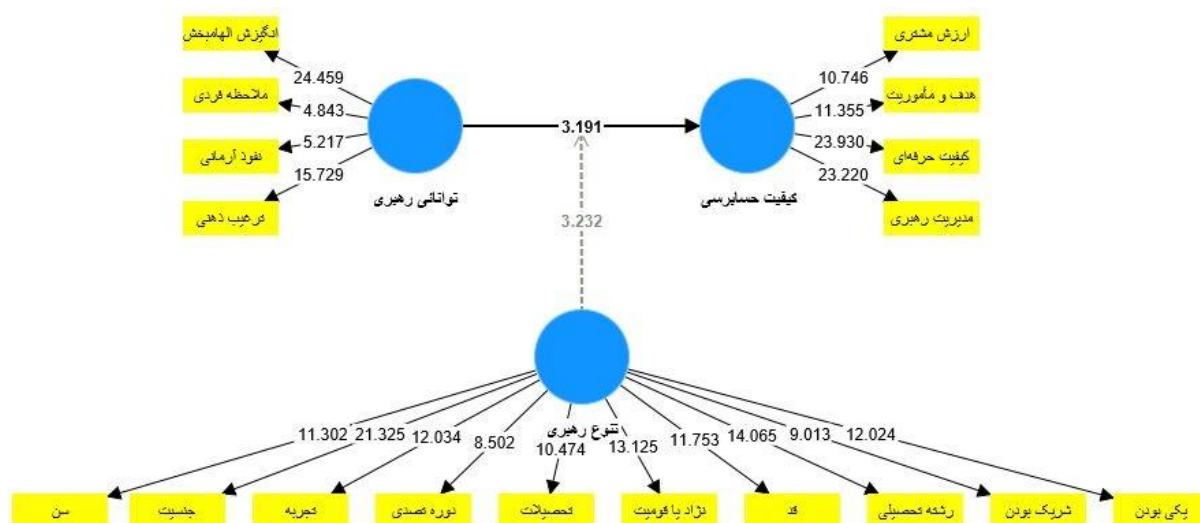 انگیزش الهامبخش
ارزش مشتری
24.459
10.746
ملاحظه فردی
هدف و مأموریت
4.843
11.355
3.191
5.217
23.930
نفوذ آرمانی
کیفیت حرفه‌ای
15.729
23.220
توانائی رهبری
کیفیت حسابرسی
ترغیب ذهنی
مدیریت رهبری
3.232
تنوع رهبری
11.302
21.325
12.034
8.502
10.474
13.125
11.753
14.065
9.013
12.024
سن
جنسیت
تجربه
دوره تصدی
تحصیلات
نژاد یا قومیت
قد
رشته تحصیلی
شریک بودن
یکی بودن